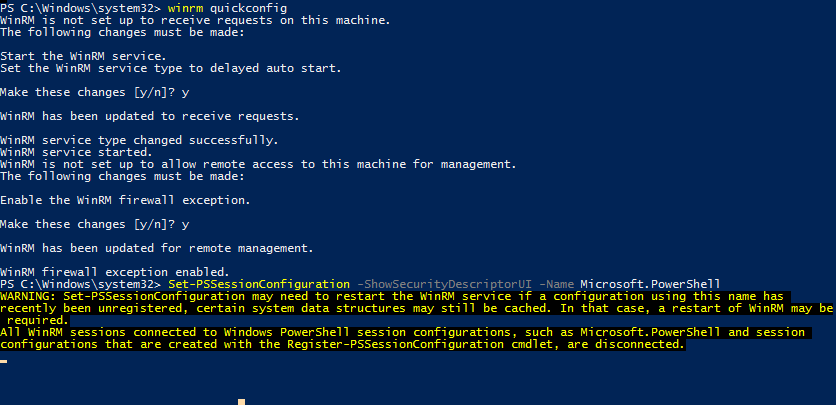 PS C:\Windows\system32> winrm quickconfig
WinRM is not set up to receive requests on this machine.
The following changes must be made:
Start the WinRM service.
Set the WinRM service type to delayed auto start.
Make these changes [y/n]? y
WinRM has been updated to receive requests.
WinRM service type changed successfully.
WinRM service started.
WinRM is not set up to allow remote access to this machine for management.
The following changes must be made:
Enable the WinRM firewall exception.
Make these changes [y/n]? y
WinRM has been updated for remote management.
WinRM firewall exception enabled.
PS C:\Windows\system32> Set-PSSessionConfiguration -ShowSecurityDescriptorUI -Name Microsoft.PowerShell
WARNING: Set-PSSessionConfiguration may need to restart the WinRM service if a configuration using this name has
recently been unregistered, certain system data structures may still be cached. In that case, a restart of WinRM may be
required.
All WinRM sessions connected to Windows PowerShell session configurations, such as Microsoft.PowerShell and session
configurations that are created with the Register-PSSessionConfiguration cmdlet, are disconnected.